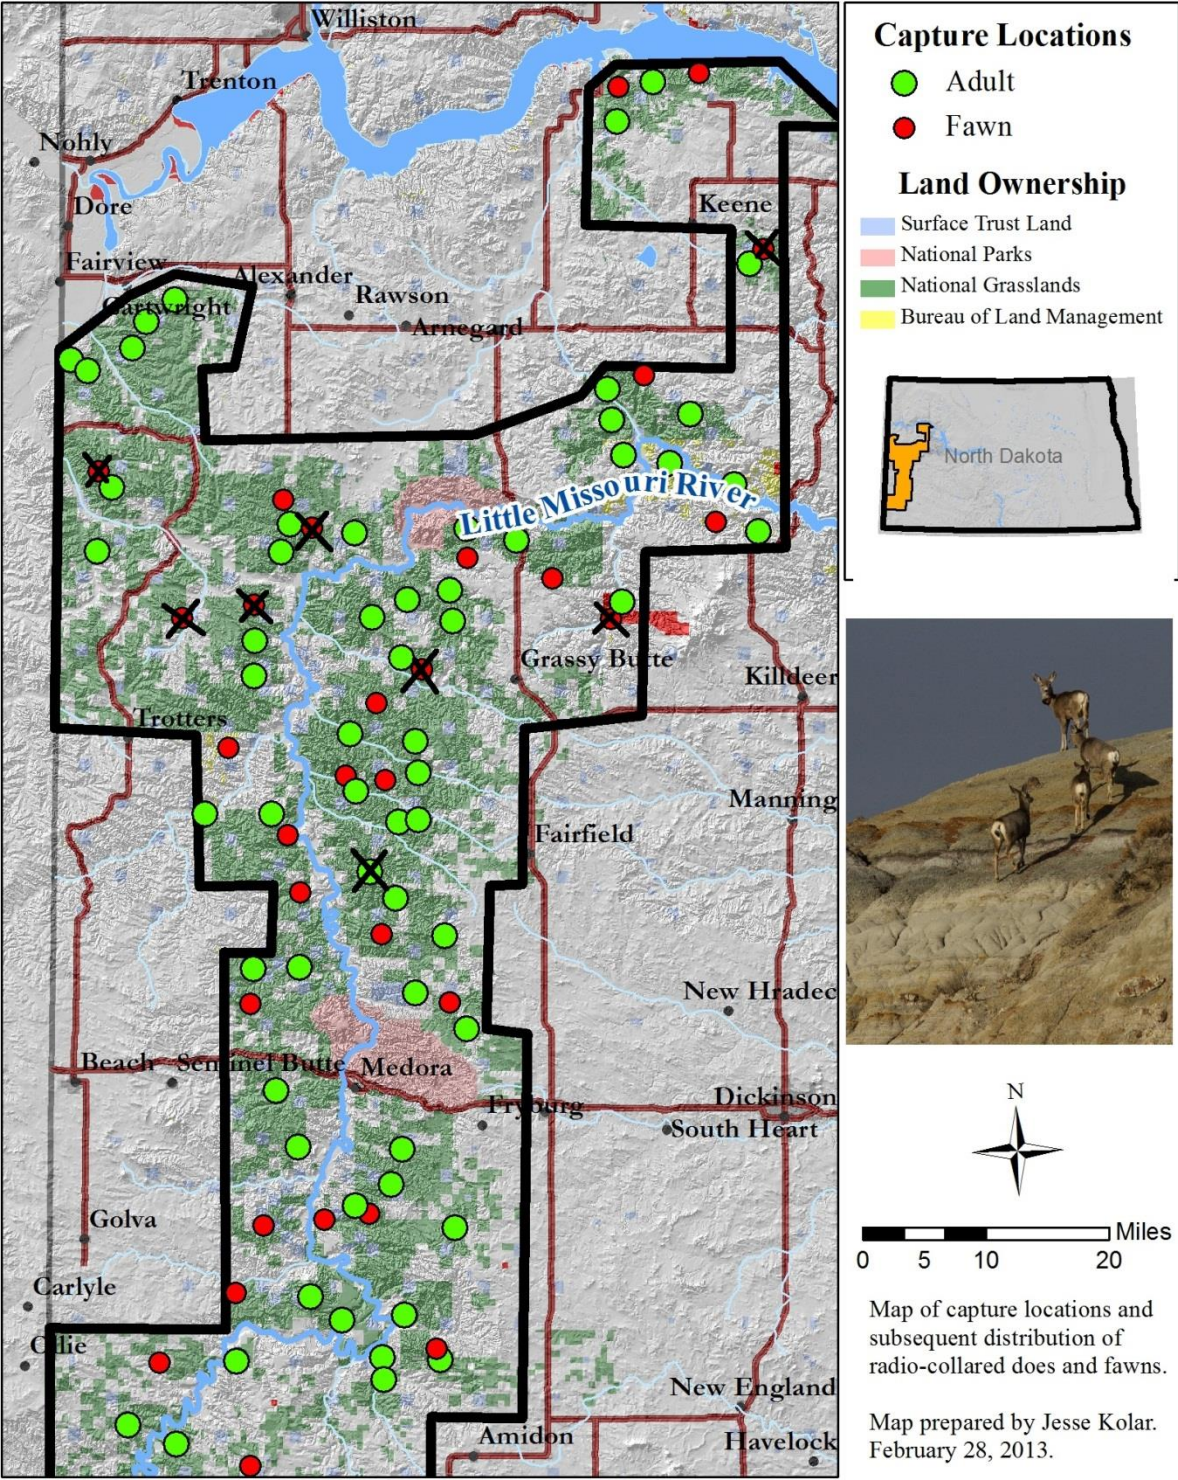 Williston
Trenton
Nohly
Dore
Keene
Fairview
Alexander
Cartwright
Rawson
Arnegard
Little Missouri River
Grassy Butte
Killdeer
Trotters
Manning
Fairfield
New Hradec
Beach
Sentinel Butte
Medora
Fryburg
Dickinson
South Heart
Golva
Carlyle
Ollie
New England
Amidon
Havelock
Capture Locations
Adult
Fawn
Land Ownership
Surface Trust Land
National Parks
National Grasslands
Bureau of Land Management
North Dakota
N
Miles
0 5 10 20
Map of capture locations and
subsequent distribution of
radio-collared does and fawns.
Map prepared by Jesse Kolar.
February 28, 2013.